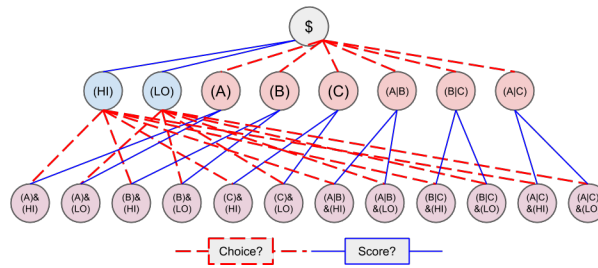 $
(HI) (LO) (A) (B) (C) (A|B) (B|C) (A|C)
(A)& (A)& (B)& (B)& (C)& (C)& (A|B) (A|B) (B|C) (B|C) (A|C) (A|C)
(HI) (LO) (HI) (LO) (HI) (LO) &(HI) &(LO) &(HI) &(LO) &(HI) &(LO
Choice? Score?